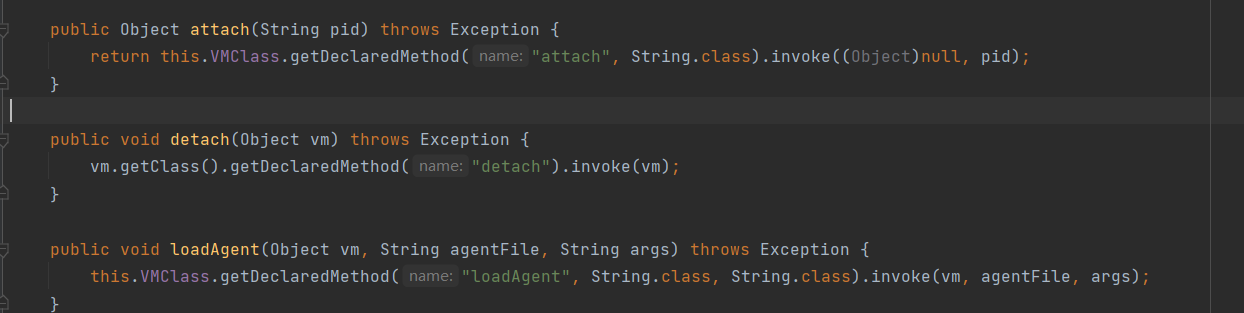 public Object attach(String pid) throws Exception {
return this.VMClass.getDeclaredMethod( name: "attach", String.class).invoke((Object)null, pid);
}
public void detach(Object vm) throws Exception {
vm.getClass().getDeclaredMethod( name: "detach").invoke(vm);
}
public void loadAgent(Object vm, String agentFile, String args) throws Exception {
this.VMClass.getDeclaredMethod( name: "loadAgent", String.class, String.class).invoke(vm, agentFile, args);
}